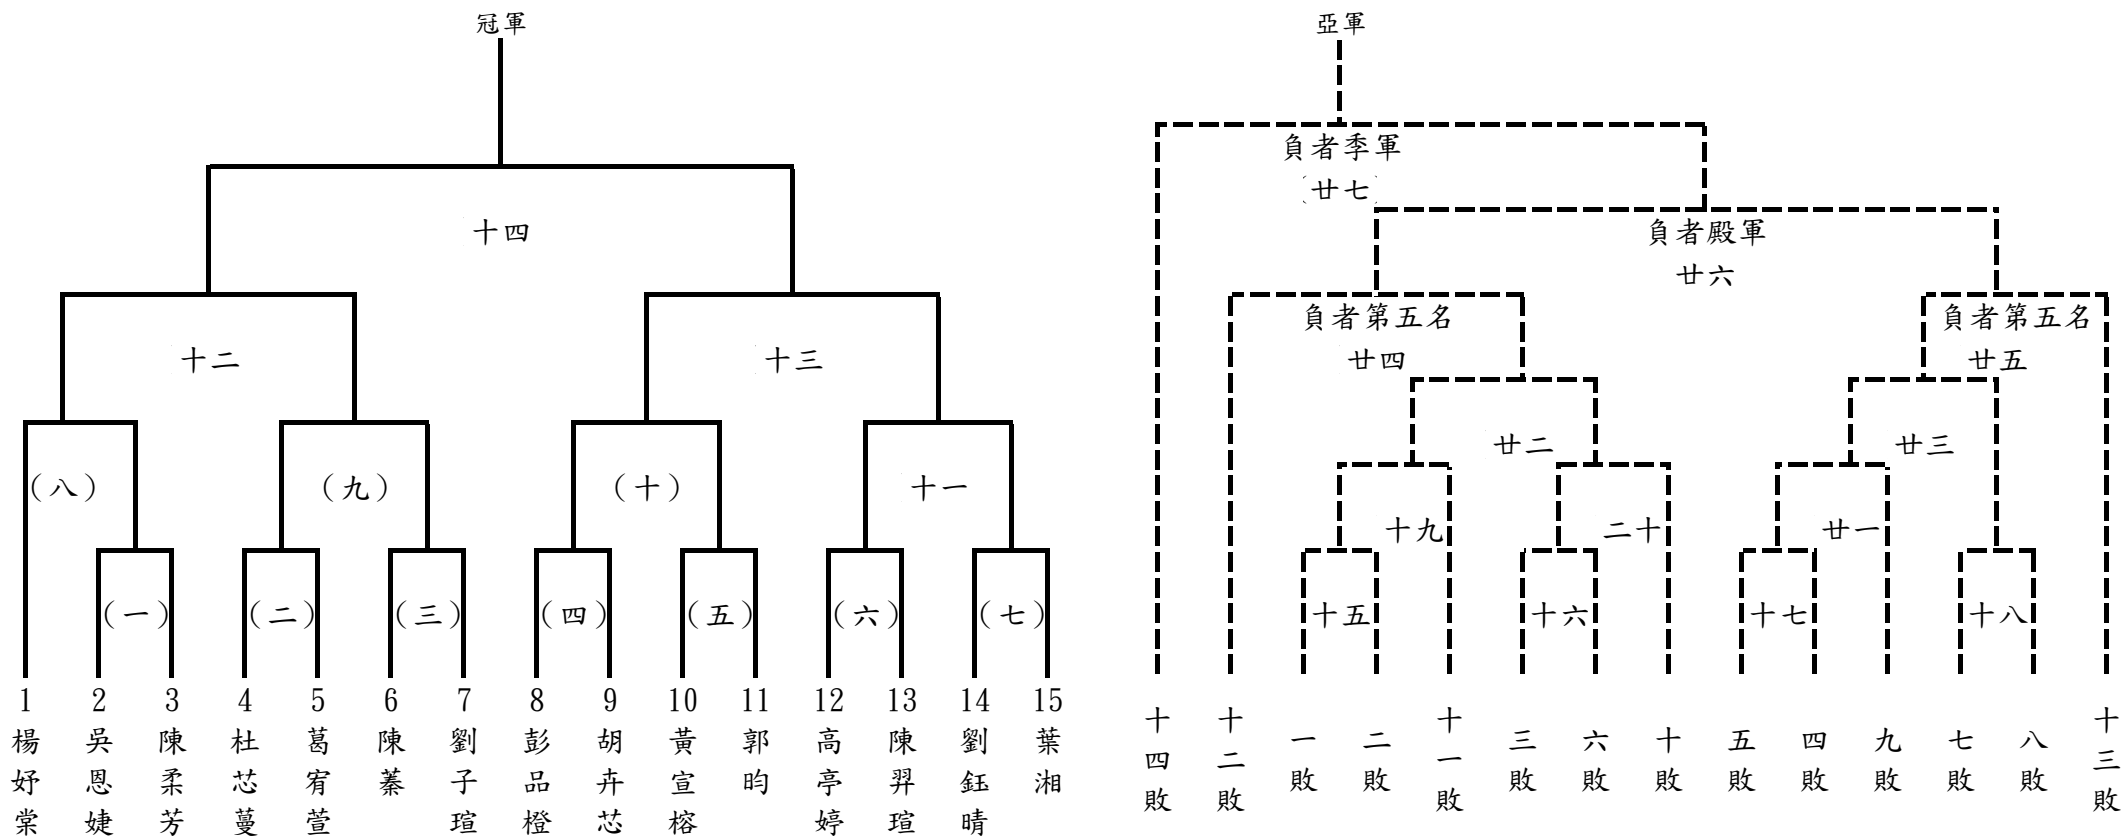 冠軍
亞軍
負者季軍
廿七
十四
負者殿軍
廿六
負者第五名
負者第五名
十二
十三
廿四
廿五
廿二
廿三
(八)
(九)
(十)
十一
十九
二十
廿一
(一)
(二)
(三)
(四)
(五)
(六)
(七)
十五
十六
十七
十八
1 楊妤棠
2 吳恩婕
3 陳柔芳
4 杜芯蔓
5 葛宥萱
6 陳蓁
7 劉子瑄
8 彭品橙
9 胡卉芯
10 黃宣榕
11 郭昀
12 高亭婷
13 陳羿瑄
14 劉鈺晴
15 葉湘
十四敗
十二敗
一敗
二敗
十一敗
三敗
六敗
十敗
五敗
四敗
九敗
七敗
八敗
十三敗